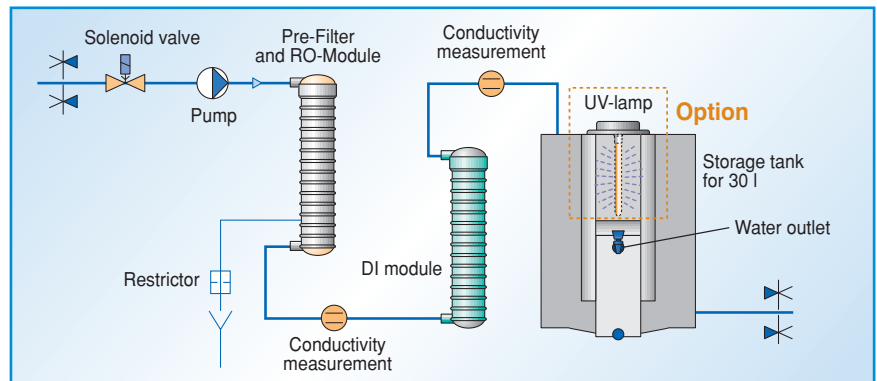 Solenoid valve
Pump
Pre-Filter
and RO-Module
Restrictor
Conductivity
measurement
DI module
Conductivity
measurement
UV-lamp
Option
Storage tank
for 30 l
Water outlet